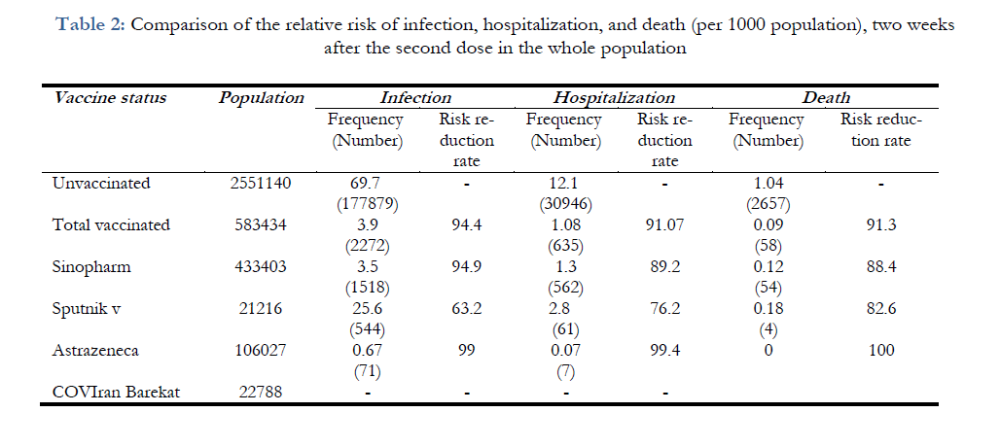 Table 2: Comparison of the relative risk of infection, hospitalization, and death (per 1000 population), two weeks
after the second dose in the whole population
Vaccine status Population Infection Hospitalization Death
Frequency Risk re- Frequency Risk re- Frequency Risk reduc-
(Number) duction (Number) duction (Number) tion rate
rate rate
Unvaccinated 2551140 69.7 - 12.1 - 1.04 -
(177879) (30946) (2657)
Total vaccinated 583434 3.9 94.4 1.08 91.07 0.09 91.3
(2272) (635) (58)
Sinopharm 433403 3.5 94.9 1.3 89.2 0.12 88.4
(1518) (562) (54)
Sputnik v 21216 25.6 63.2 2.8 76.2 0.18 82.6
(544) (61) (4)
Astrazeneca 106027 0.67 99 0.07 99.4 0 100
(71) (7)
COVIran Barekat 22788 - - - -